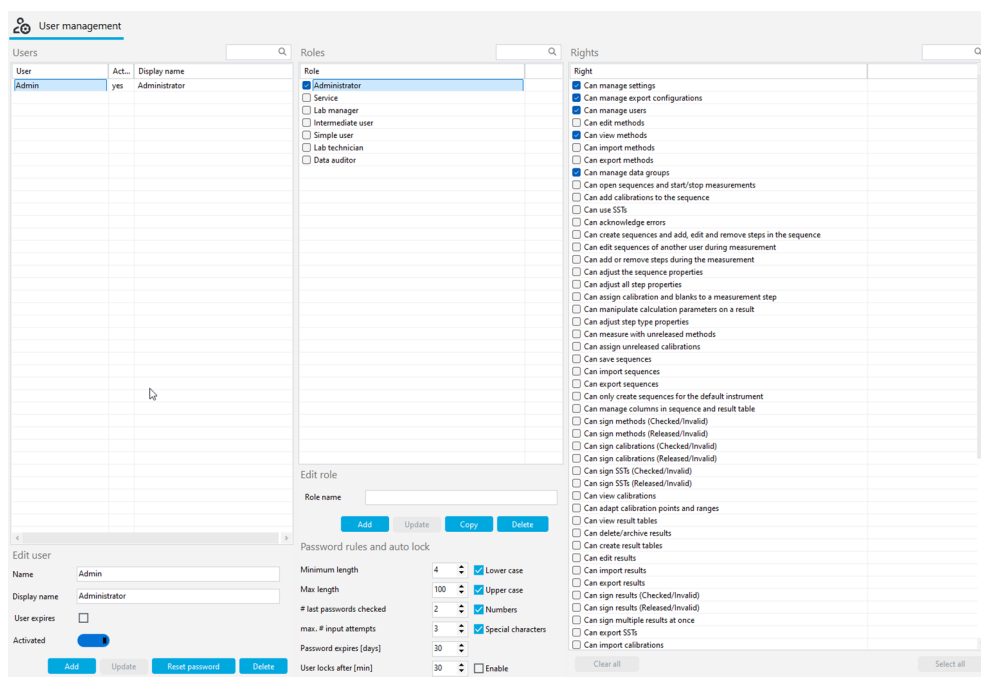 User management
Users
User Act... Display name
Admin yes Administrator
Edit user
Name Admin
Display name Administrator
User expires
Activated
Add Update Reset password Delete
Roles
Role
Administrator
Service
Lab manager
Intermediate user
Simple user
Lab technician
Data auditor
Edit role
Role name
Add Update Copy Delete
Password rules and auto lock
Minimum length 4 Lower case
Max length 100 Upper case
# last passwords checked 2 Numbers
max. # input attempts 3 Special characters
Password expires [days] 30
User locks after [min] 30 Enable
Rights
Right
Can manage settings
Can manage export configurations
Can manage users
Can edit methods
Can view methods
Can import methods
Can export methods
Can manage data groups
Can open sequences and start/stop measurements
Can add calibrations to the sequence
Can use SSTs
Can acknowledge errors
Can create sequences and add, edit and remove steps in the sequence
Can edit sequences of another user during measurement
Can add or remove steps during the measurement
Can adjust the sequence properties
Can adjust all step properties
Can assign calibration and blanks to a measurement step
Can manipulate calculation parameters on a result
Can adjust step type properties
Can measure with unreleased methods
Can assign unreleased calibrations
Can save sequences
Can import sequences
Can export sequences
Can only create sequences for the default instrument
Can manage columns in sequence and result table
Can sign methods (Checked/Invalid)
Can sign methods (Released/Invalid)
Can sign calibrations (Checked/Invalid)
Can sign calibrations (Released/Invalid)
Can sign SSTs (Checked/Invalid)
Can sign SSTs (Released/Invalid)
Can view calibrations
Can adapt calibration points and ranges
Can view result tables
Can delete/archive results
Can create result tables
Can edit results
Can import results
Can export results
Can sign results (Checked/Invalid)
Can sign results (Released/Invalid)
Can sign multiple results at once
Can export SSTs
Can import calibrations
Clear all Select all